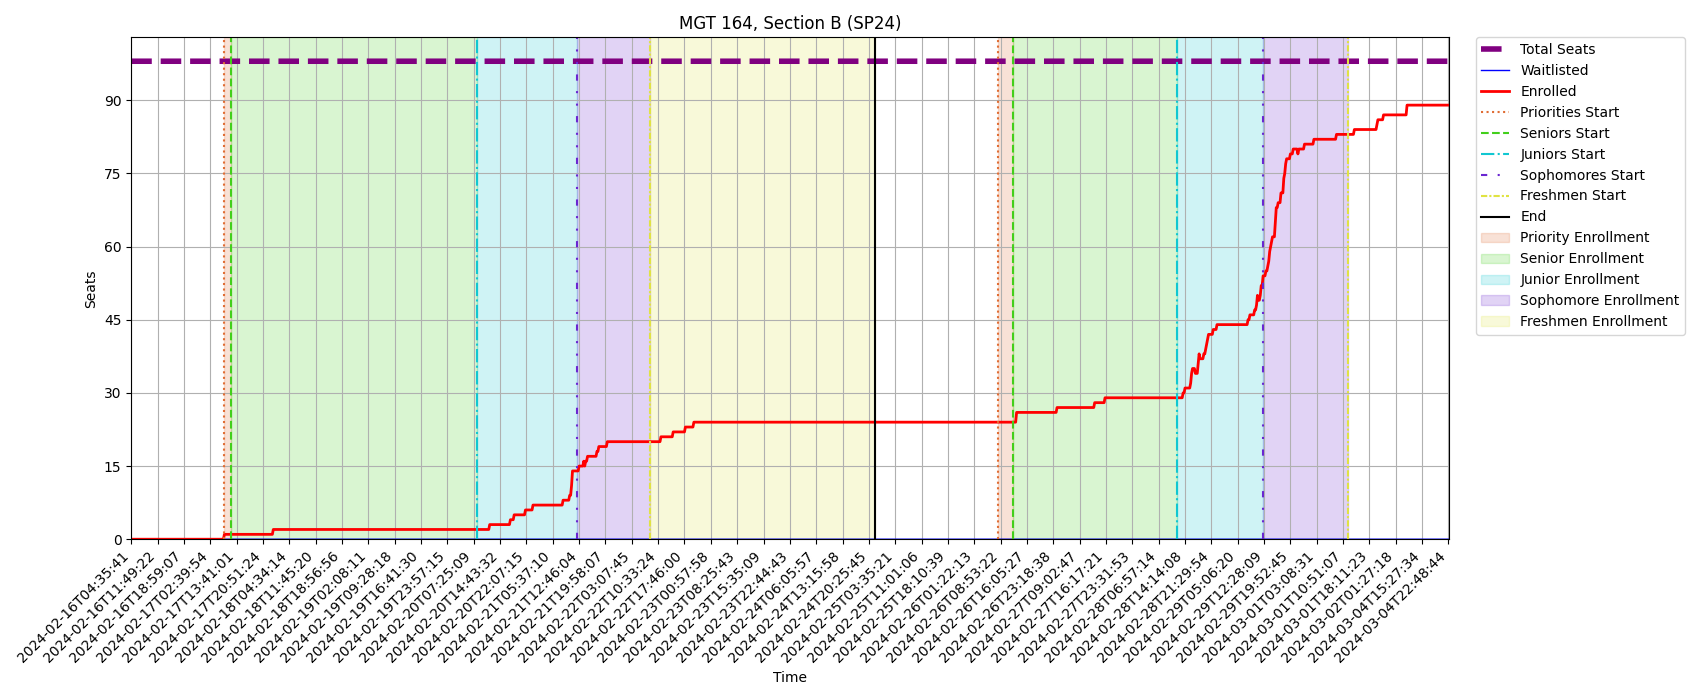 MGT 164, Section B (SP24)
Seats
90
75
60
45
30
15
0
2024-02-16T04:35:41
2024-02-16T11:49:22
2024-02-16T18:59:07
2024-02-17T02:39:54
2024-02-17T13:41:01
2024-02-17T20:51:24
2024-02-18T04:34:14
2024-02-18T11:45:20
2024-02-18T18:56:56
2024-02-19T02:08:11
2024-02-19T09:28:18
2024-02-19T16:41:30
2024-02-19T23:57:15
2024-02-20T07:25:09
2024-02-20T14:43:32
2024-02-20T22:07:15
2024-02-21T05:37:10
2024-02-21T12:46:04
2024-02-21T19:58:07
2024-02-22T03:07:45
2024-02-22T10:33:24
2024-02-22T17:46:00
2024-02-23T00:57:58
2024-02-23T08:25:43
2024-02-23T15:35:09
2024-02-23T22:44:43
2024-02-24T06:05:57
2024-02-24T13:15:58
2024-02-24T20:25:45
2024-02-25T03:35:21
2024-02-25T11:01:06
2024-02-25T18:10:39
2024-02-26T01:22:13
2024-02-26T08:53:22
2024-02-26T16:05:27
2024-02-26T23:18:38
2024-02-27T09:02:47
2024-02-27T16:17:21
2024-02-27T23:31:53
2024-02-28T06:57:14
2024-02-28T14:14:08
2024-02-28T21:29:54
2024-02-29T05:06:20
2024-02-29T12:28:09
2024-02-29T19:52:45
2024-03-01T03:08:31
2024-03-01T10:51:07
2024-03-01T18:11:23
2024-03-02T01:27:18
2024-03-04T15:27:34
2024-03-04T22:48:44
Time
Total Seats
Waitlisted
Enrolled
Priorities Start
Seniors Start
Juniors Start
Sophomores Start
Freshmen Start
End
Priority Enrollment
Senior Enrollment
Junior Enrollment
Sophomore Enrollment
Freshmen Enrollment